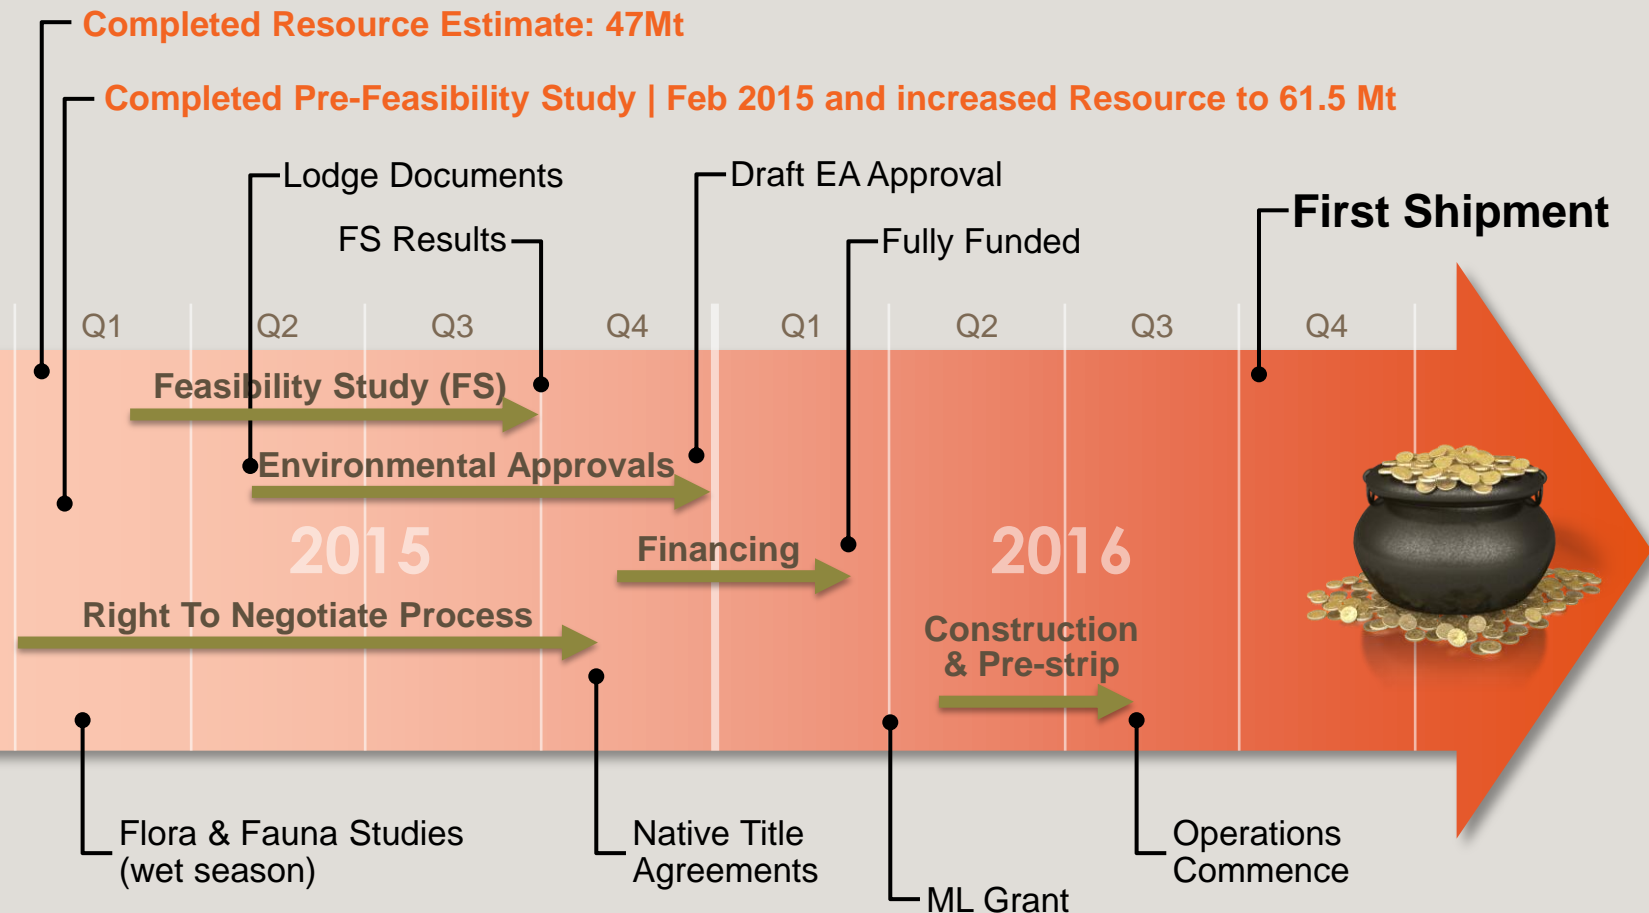 Completed Resource Estimate: 47Mt
Completed Pre-Feasibility Study | Feb 2015 and increased Resource to 61.5 Mt
Lodge Documents
Draft EA Approval
First Shipment
FS Results
Fully Funded
Q1 Q2 Q3 Q4 Q1 Q2 Q3 Q4
Feasibility Study (FS)
Environmental Approvals
2015
Financing
2016
Right To Negotiate Process
Construction
& Pre-strip
Flora & Fauna Studies
(wet season)
Native Title
Agreements
ML Grant
Operations
Commence